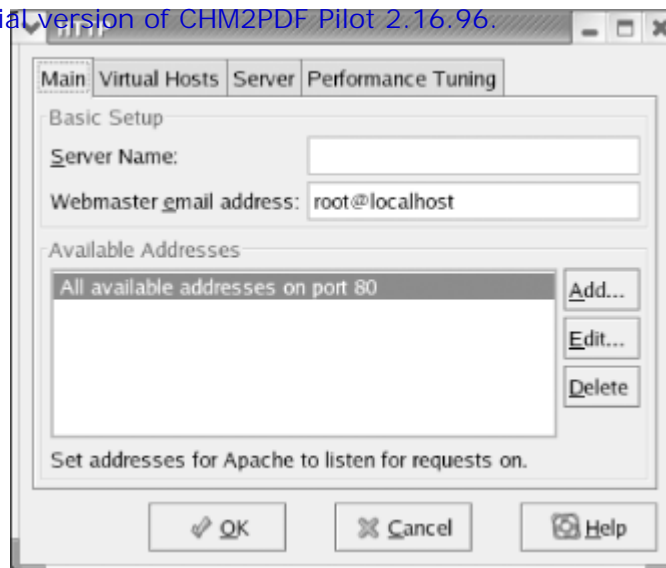 ial version of CHM2PDF Pilot 2.16.96.
HTTP
Main Virtual Hosts Server Performance Tuning
Basic Setup
Server Name:
Webmaster email address: root@localhost
Available Addresses
All available addresses on port 80
Add...
Edit...
Delete
Set addresses for Apache to listen for requests on.
OK Cancel Help